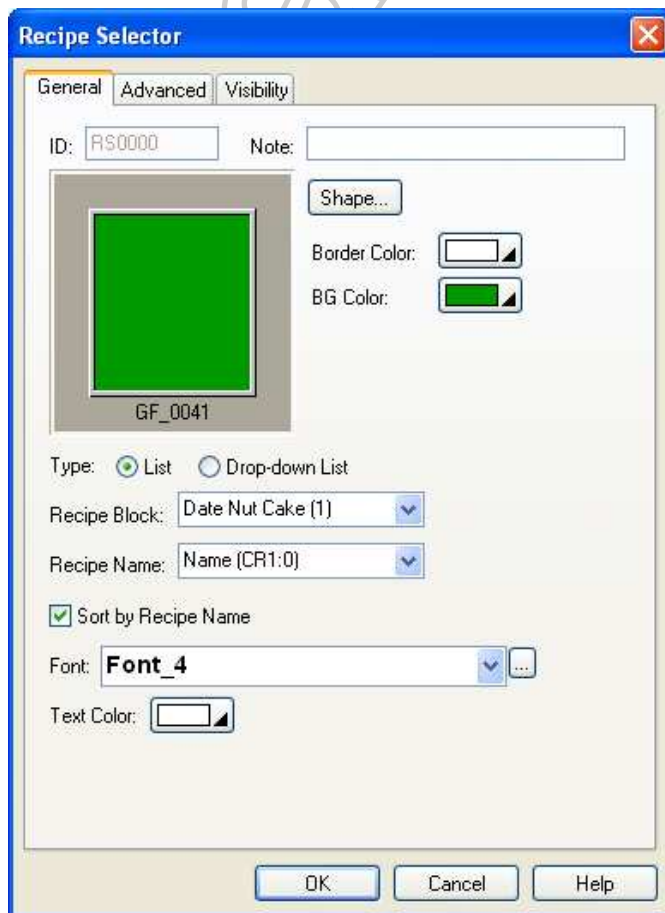 Recipe Selector
General Advanced Visibility
ID: RS0000 Note:
Shape...
Border Color:
BG Color:
GF_0041
Type: List Drop-down List
Recipe Block: Date Nut Cake (1)
Recipe Name: Name (CR1:0)
Sort by Recipe Name
Font: Font_4 ...
Text Color:
OK Cancel Help